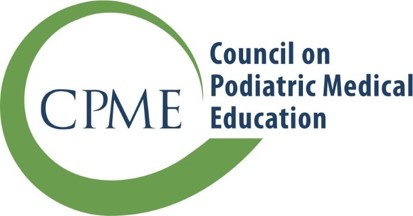 CPME
Council on
Podiatric Medical
Education